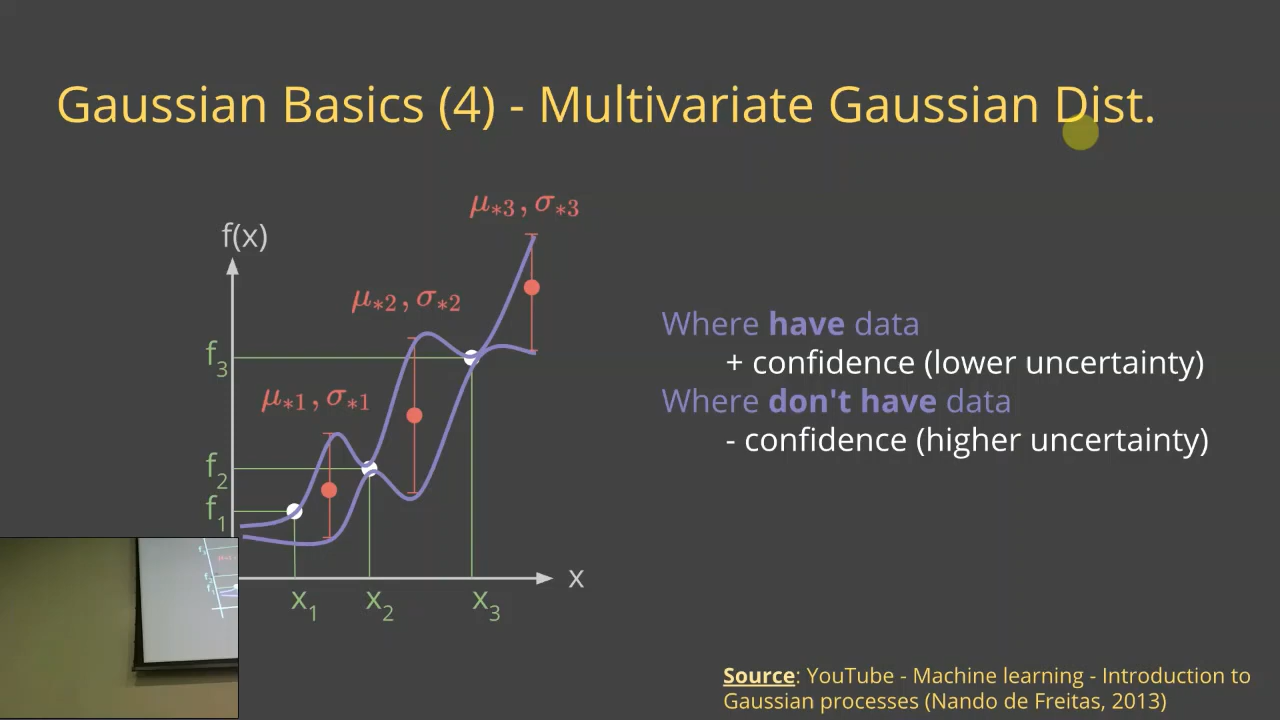 Gaussian Basics (4) - Multivariate Gaussian Dist.
μ*3, σ*3
f(x)
μ*2, σ*2
Where have data
+ confidence (lower uncertainty)
f3
μ*1, σ*1
Where don't have data
- confidence (higher uncertainty)
f2
f1
x
x1 x2 x3
Source: YouTube - Machine learning - Introduction to
Gaussian processes (Nando de Freitas, 2013)